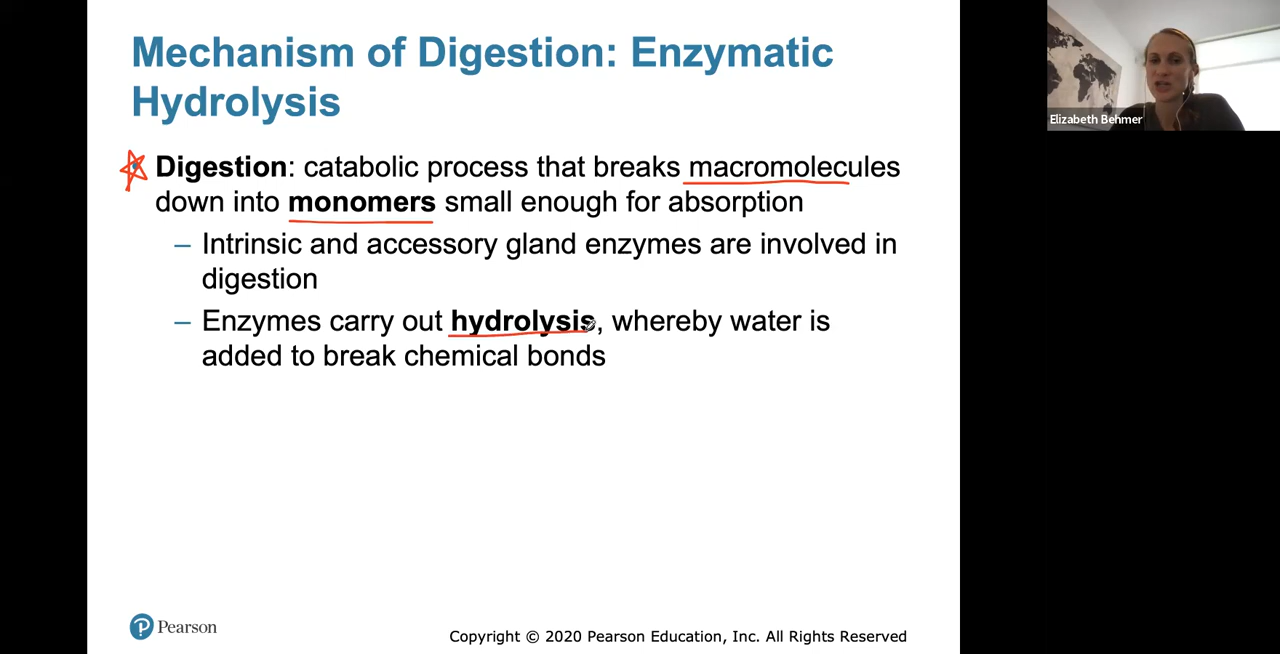 Mechanism of Digestion: Enzymatic
Hydrolysis
Digestion: catabolic process that breaks macromolecules
down into monomers small enough for absorption
– Intrinsic and accessory gland enzymes are involved in
digestion
– Enzymes carry out hydrolysis, whereby water is
added to break chemical bonds
Elizabeth Behmer
Pearson
Copyright © 2020 Pearson Education, Inc. All Rights Reserved